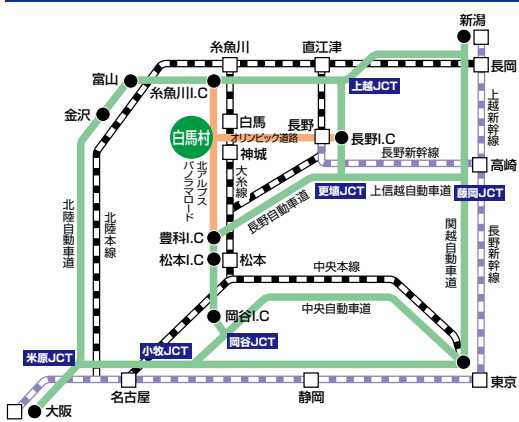 新潟
糸魚川
直江津
長岡
富山
糸魚川I.C
上越JCT
金沢
上越新幹線
白馬
白馬村
オリンピック道路
長野
長野I.C
神城
長野新幹線
高崎
北アルプス
パノラマロード
大糸線
更埴JCT
上信越自動車道
藤岡JCT
北陸自動車道
北陸本線
長野自動車道
関越自動車道
長野新幹線
豊科I.C
松本I.C
松本
中央本線
中央自動車道
岡谷I.C
岡谷JCT
小牧JCT
米原JCT
名古屋
静岡
東京
大阪